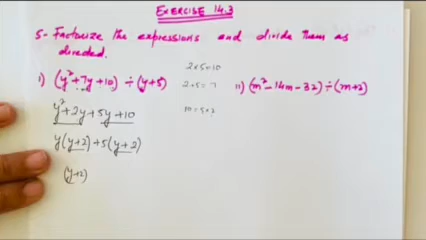 EXERCISE 14.3
5- Factorize the expressions and divide them as directed.
i) (y²+7y+10) ÷ (y+5)
ii) (m²-14m-32) ÷ (m+2)
2×5=10
2+5=7
10=5×2
y²+2y+5y+10
y(y+2)+5(y+2)
(y+2)